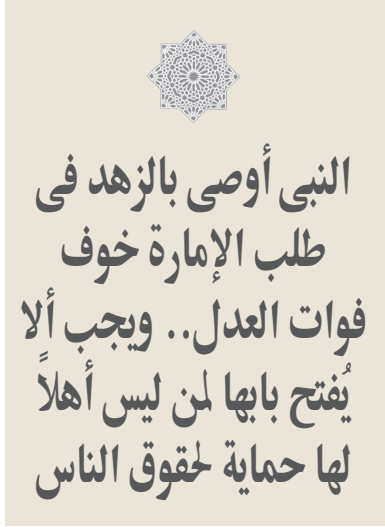 النبى أوصى بالزهد فى
طلب الإمارة خوف
فوات العدل.. ويجب ألا
يُفتح بابها لمن ليس أهلاً
لها حماية لحقوق الناس